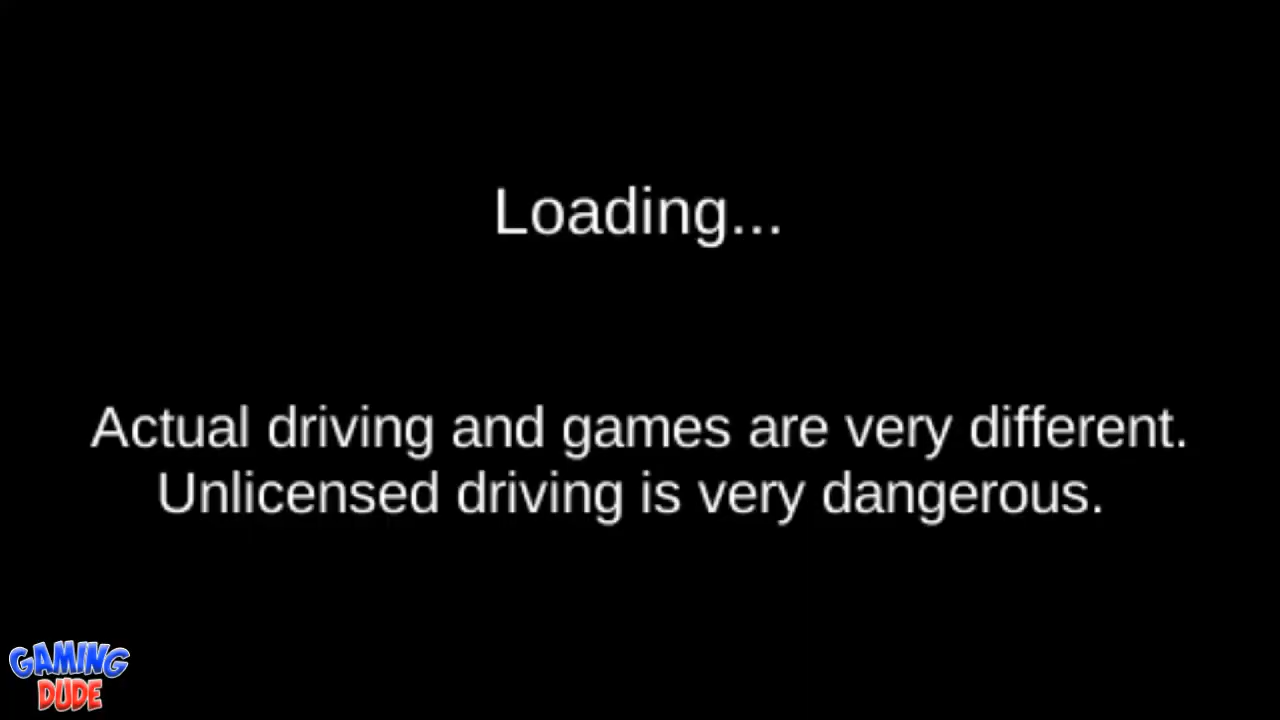 Loading...
Actual driving and games are very different.
Unlicensed driving is very dangerous.
GAMING
DUDE